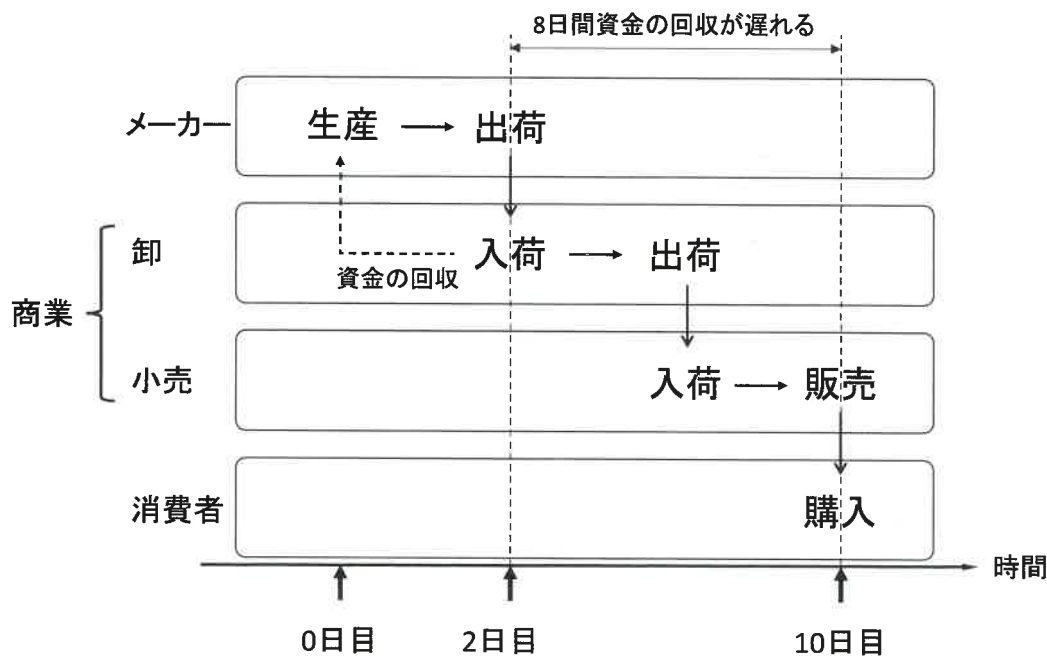 8日間資金の回収が遅れる
メーカー
生産
出荷
卸
入荷
出荷
資金の回収
商業
小売
入荷
販売
消費者
購入
時間
0日目
2日目
10日目